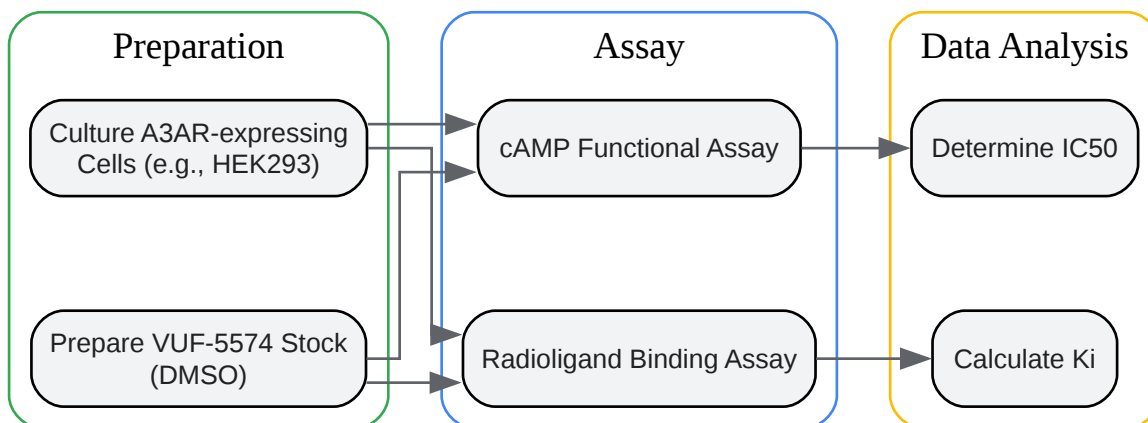 Preparation
Culture A3AR-expressing
Cells (e.g., HEK293)
Prepare VUF-5574 Stock
(DMSO)
Assay
cAMP Functional Assay
Radioligand Binding Assay
Data Analysis
Determine IC50
Calculate Ki